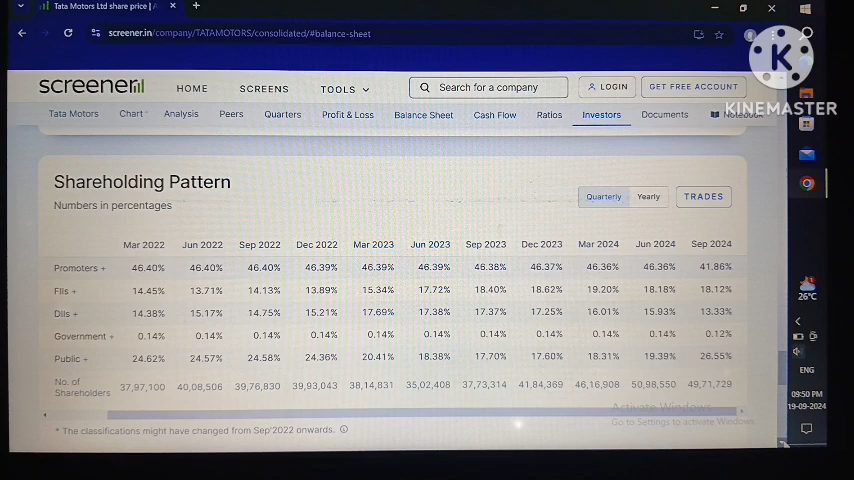 Tata Motors Ltd share price | A
screener.in/company/TATAMOTORS/consolidated/#balance-sheet
screener HOME SCREENS TOOLS Search for a company LOGIN GET FREE ACCOUNT
KINEMASTER
Tata Motors Chart Analysis Peers Quarters Profit & Loss Balance Sheet Cash Flow Ratios Investors Documents Notebook
Shareholding Pattern
Numbers in percentages
Quarterly Yearly TRADES
Mar 2022 Jun 2022 Sep 2022 Dec 2022 Mar 2023 Jun 2023 Sep 2023 Dec 2023 Mar 2024 Jun 2024 Sep 2024
Promoters + 46.40% 46.40% 46.40% 46.39% 46.39% 46.39% 46.38% 46.37% 46.36% 46.36% 41.86%
FIIs + 14.45% 13.71% 14.13% 13.89% 15.34% 17.72% 18.40% 18.62% 19.20% 18.18% 18.12%
DIIs + 14.38% 15.17% 14.75% 15.21% 17.69% 17.38% 17.37% 17.25% 16.01% 15.93% 13.33%
Government + 0.14% 0.14% 0.14% 0.14% 0.14% 0.14% 0.14% 0.14% 0.14% 0.14% 0.12%
Public + 24.62% 24.57% 24.58% 24.36% 20.41% 18.38% 17.70% 17.60% 18.31% 19.39% 26.55%
No. of Shareholders 37,97,100 40,08,506 39,76,830 39,93,043 38,14,831 35,02,408 37,73,314 41,84,369 46,16,908 50,98,550 49,71,729
* The classifications might have changed from Sep'2022 onwards.
Activate Windows
Go to Settings to activate Windows.
26°C
ENG
09:50 PM
19-09-2024